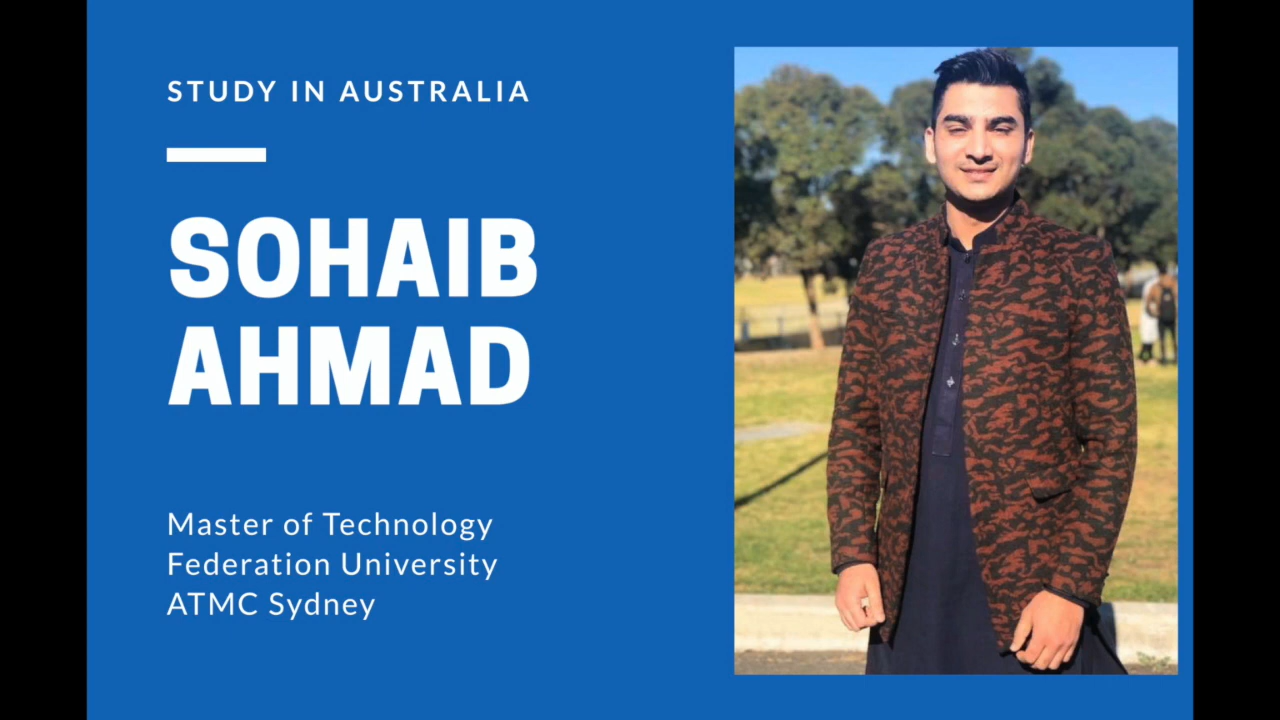 STUDY IN AUSTRALIA
SOHAIB
AHMAD
Master of Technology
Federation University
ATMC Sydney